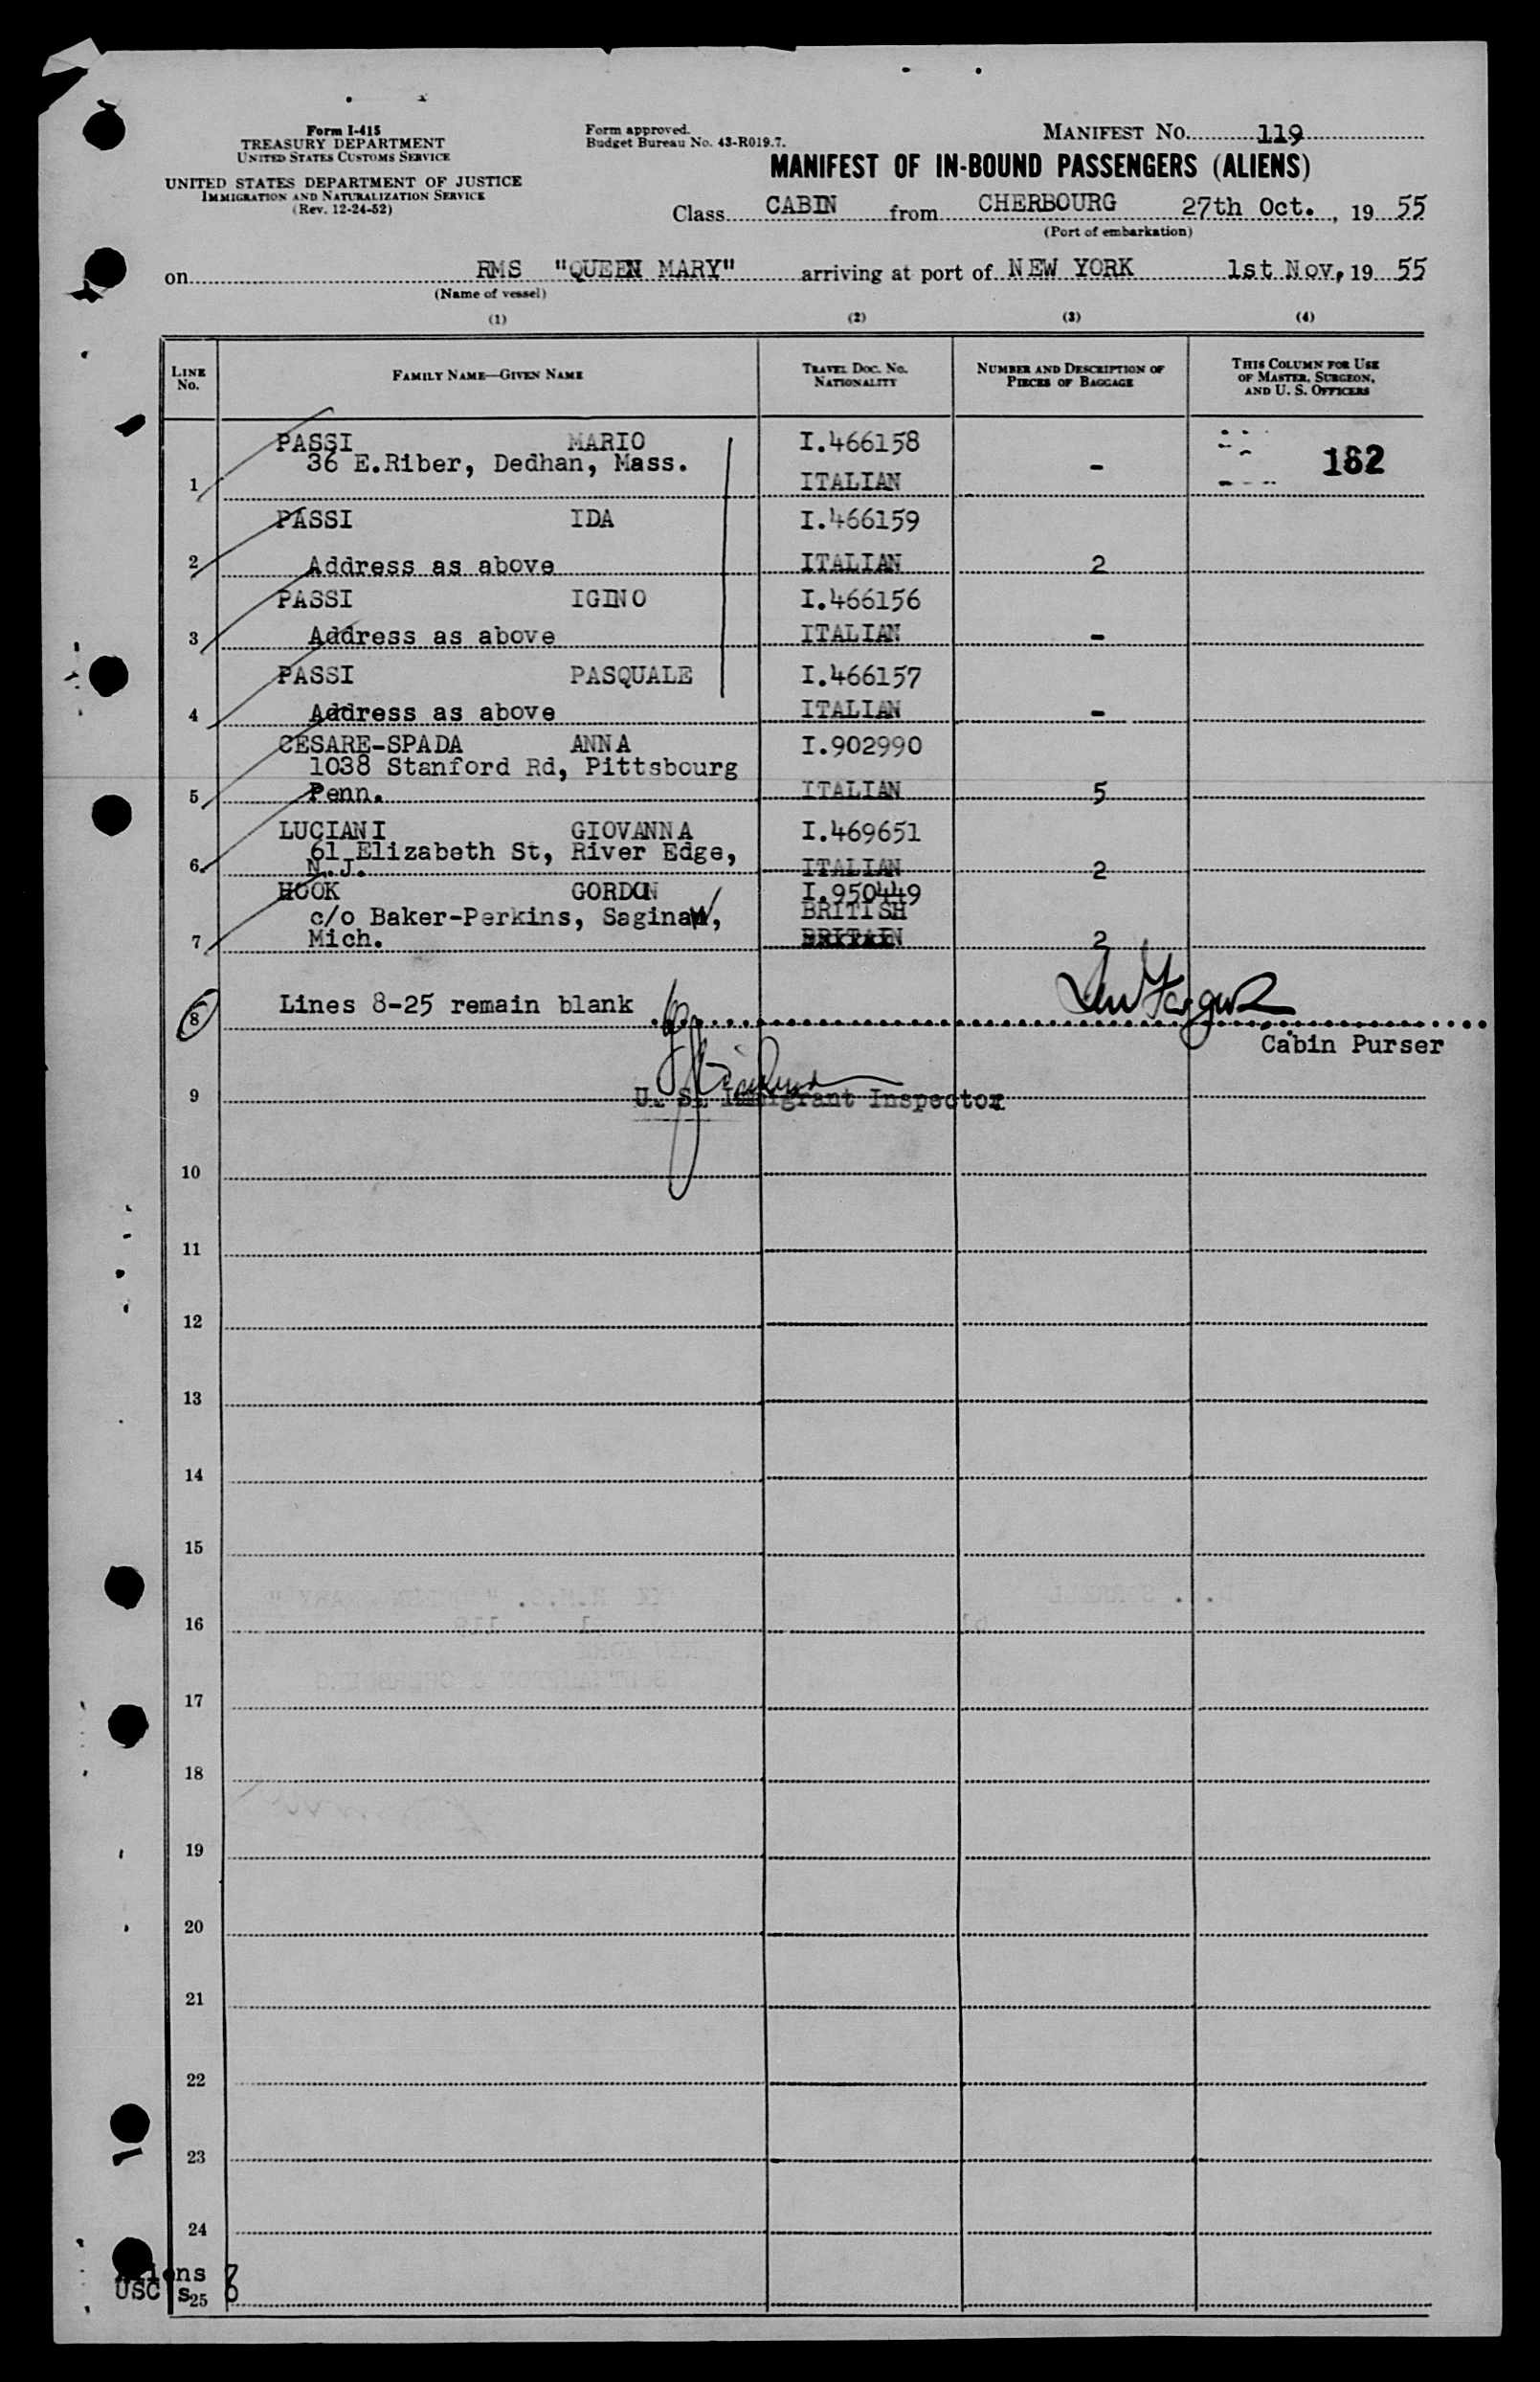 Form I-415
TREASURY DEPARTMENT
UNITED STATES CUSTOMS SERVICE
UNITED STATES DEPARTMENT OF JUSTICE
IMMIGRATION AND NATURALIZATION SERVICE
(Rev. 12-24-52)
Form approved.
Budget Bureau No. 43-R019.7.
MANIFEST NO. 119
MANIFEST OF IN-BOUND PASSENGERS (ALIENS)
Class CABIN from CHERBOURG 27th Oct., 19 55
(Port of embarkation)
on RMS "QUEEN MARY" arriving at port of NEW YORK 1st Nov, 19 55
(Name of vessel)
(1) (2) (3) (4)
LINE No. FAMILY NAME—GIVEN NAME TRAVEL DOC. NO. NATIONALITY NUMBER AND DESCRIPTION OF PIECES OF BAGGAGE THIS COLUMN FOR USE OF MASTER, SURGEON, AND U. S. OFFICERS
PASSI MARIO I.466158
36 E.Riber, Dedhan, Mass. - 182
1 ITALIAN
PASSI IDA I.466159
2 Address as above ITALIAN 2
PASSI IGINO I.466156
3 Address as above ITALIAN -
PASSI PASQUALE I.466157
4 Address as above ITALIAN -
CESARE-SPADA ANNA I.902990
1038 Stanford Rd, Pittsbourg
5 Penn. ITALIAN 5
LUCIANI GIOVANNA I.469651
61 Elizabeth St, River Edge,
6 N.J. ITALIAN 2
HOOK GORDON I.950449
c/o Baker-Perkins, Saginaw, BRITISH
7 Mich. BRITAIN 2
8 Lines 8-25 remain blank
Cabin Purser
9 U. S. Immigrant Inspector
10
11
12
13
14
15
16
17
18
19
20
21
22
23
24
Aliens 7
USC s 0
25